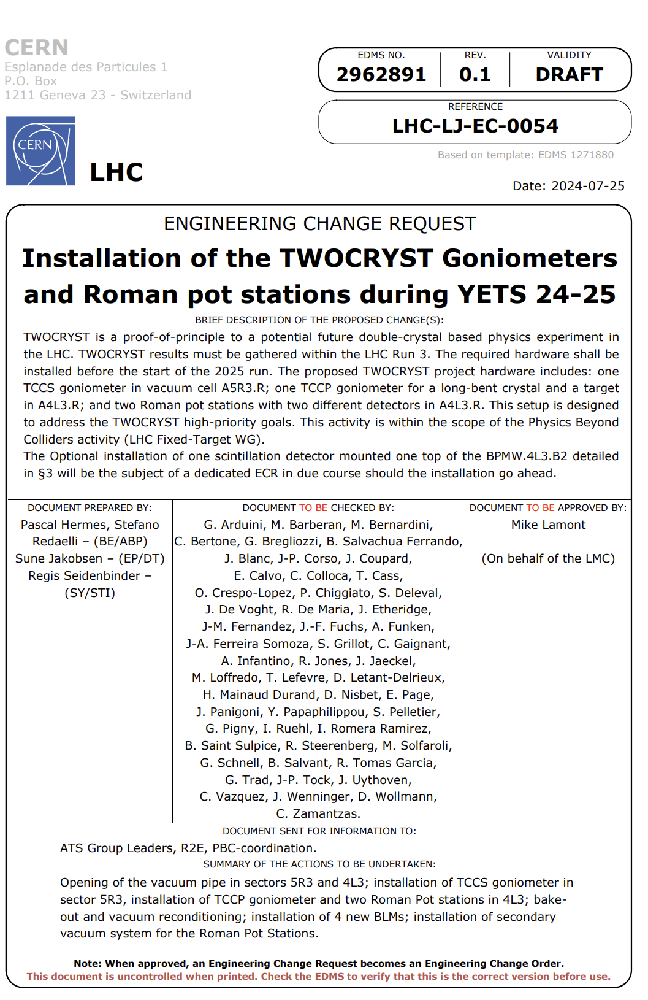 CERN
Esplanade des Particules 1
P.O. Box
1211 Geneva 23 - Switzerland
EDMS NO.
REV.
VALIDITY
2962891
0.1
DRAFT
REFERENCE
LHC-LJ-EC-0054
Based on template: EDMS 1271880
CERN
LHC
Date: 2024-07-25
ENGINEERING CHANGE REQUEST
Installation of the TWOCRYST Goniometers
and Roman pot stations during YETS 24-25
BRIEF DESCRIPTION OF THE PROPOSED CHANGE(S):
TWOCRYST is a proof-of-principle to a potential future double-crystal based physics experiment in
the LHC. TWOCRYST results must be gathered within the LHC Run 3. The required hardware shall be
installed before the start of the 2025 run. The proposed TWOCRYST project hardware includes: one
TCCS goniometer in vacuum cell A5R3.R; one TCCP goniometer for a long-bent crystal and a target
in A4L3.R; and two Roman pot stations with two different detectors in A4L3.R. This setup is designed
to address the TWOCRYST high-priority goals. This activity is within the scope of the Physics Beyond
Colliders activity (LHC Fixed-Target WG).
The Optional installation of one scintillation detector mounted one top of the BPMW.4L3.B2 detailed
in §3 will be the subject of a dedicated ECR in due course should the installation go ahead.
DOCUMENT PREPARED BY:
Pascal Hermes, Stefano
Redaelli – (BE/ABP)
Sune Jakobsen – (EP/DT)
Regis Seidenbinder –
(SY/STI)
DOCUMENT TO BE CHECKED BY:
G. Arduini, M. Barberan, M. Bernardini,
C. Bertone, G. Bregliozzi, B. Salvachua Ferrando,
J. Blanc, J-P. Corso, J. Coupard,
E. Calvo, C. Colloca, T. Cass,
O. Crespo-Lopez, P. Chiggiato, S. Deleval,
J. De Voght, R. De Maria, J. Etheridge,
J-M. Fernandez, J.-F. Fuchs, A. Funken,
J-A. Ferreira Somoza, S. Grillot, C. Gaignant,
A. Infantino, R. Jones, J. Jaeckel,
M. Loffredo, T. Lefevre, D. Letant-Delrieux,
H. Mainaud Durand, D. Nisbet, E. Page,
J. Panigoni, Y. Papaphilippou, S. Pelletier,
G. Pigny, I. Ruehl, I. Romera Ramirez,
B. Saint Sulpice, R. Steerenberg, M. Solfaroli,
G. Schnell, B. Salvant, R. Tomas Garcia,
G. Trad, J-P. Tock, J. Uythoven,
C. Vazquez, J. Wenninger, D. Wollmann,
C. Zamantzas.
DOCUMENT TO BE APPROVED BY:
Mike Lamont
(On behalf of the LMC)
DOCUMENT SENT FOR INFORMATION TO:
ATS Group Leaders, R2E, PBC-coordination.
SUMMARY OF THE ACTIONS TO BE UNDERTAKEN:
Opening of the vacuum pipe in sectors 5R3 and 4L3; installation of TCCS goniometer in
sector 5R3, installation of TCCP goniometer and two Roman Pot stations in 4L3; bake-
out and vacuum reconditioning; installation of 4 new BLMs; installation of secondary
vacuum system for the Roman Pot Stations.
Note: When approved, an Engineering Change Request becomes an Engineering Change Order.
This document is uncontrolled when printed. Check the EDMS to verify that this is the correct version before use.